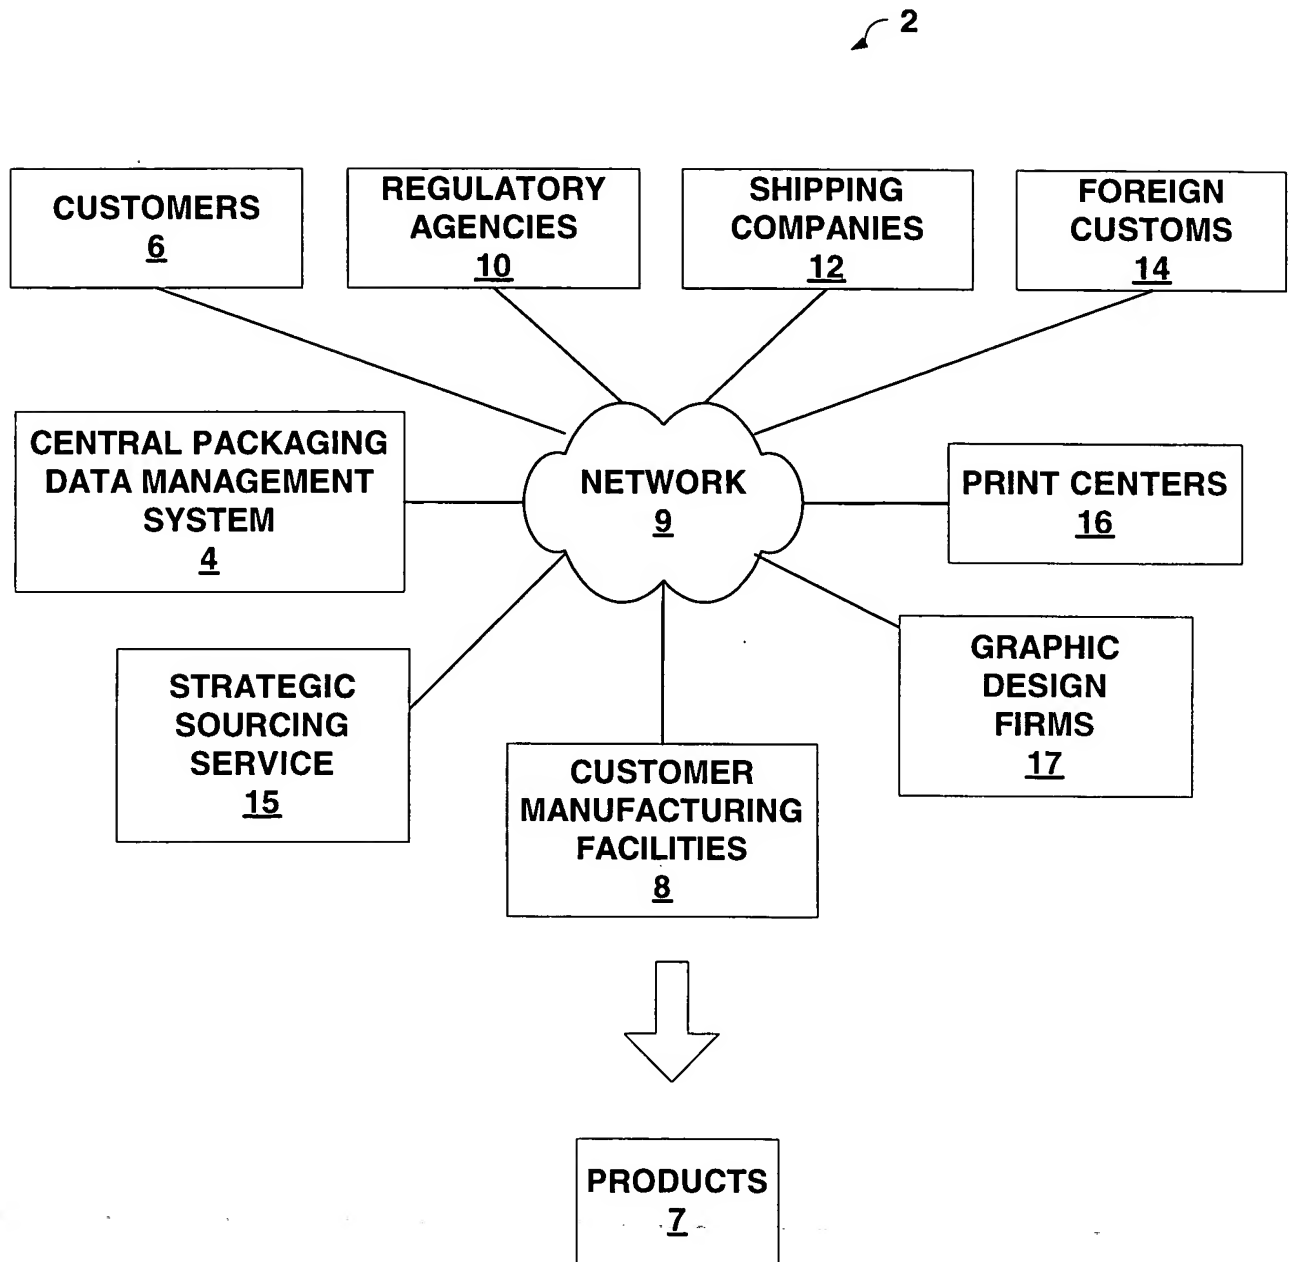 2
CUSTOMERS
6
REGULATORY
AGENCIES
10
SHIPPING
COMPANIES
12
FOREIGN
CUSTOMS
14
CENTRAL PACKAGING
DATA MANAGEMENT
SYSTEM
4
NETWORK
9
PRINT CENTERS
16
STRATEGIC
SOURCING
SERVICE
15
CUSTOMER
MANUFACTURING
FACILITIES
8
GRAPHIC
DESIGN
FIRMS
17
PRODUCTS
7